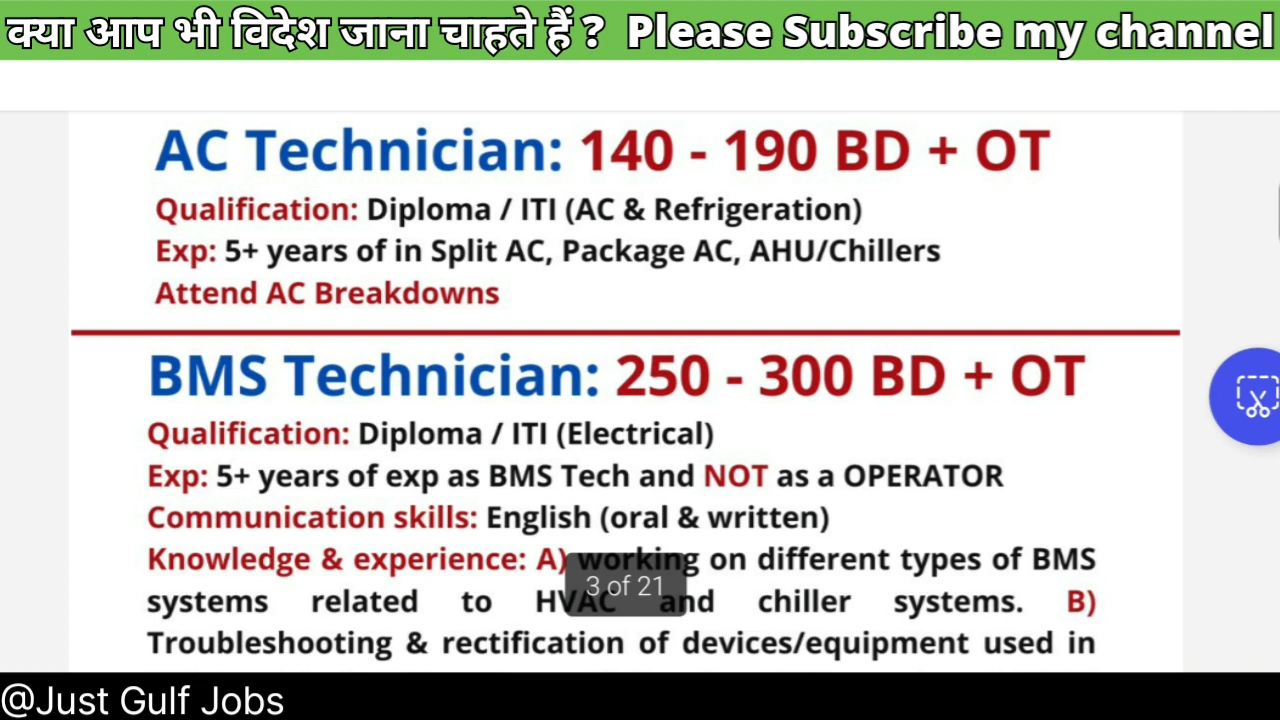 क्या आप भी विदेश जाना चाहते हैं ? Please Subscribe my channel
AC Technician: 140 - 190 BD + OT
Qualification: Diploma / ITI (AC & Refrigeration)
Exp: 5+ years of in Split AC, Package AC, AHU/Chillers
Attend AC Breakdowns
BMS Technician: 250 - 300 BD + OT
Qualification: Diploma / ITI (Electrical)
Exp: 5+ years of exp as BMS Tech and NOT as a OPERATOR
Communication skills: English (oral & written)
Knowledge & experience: A) working on different types of BMS
3 of 21
systems related to HVAC and chiller systems. B)
Troubleshooting & rectification of devices/equipment used in
@Just Gulf Jobs